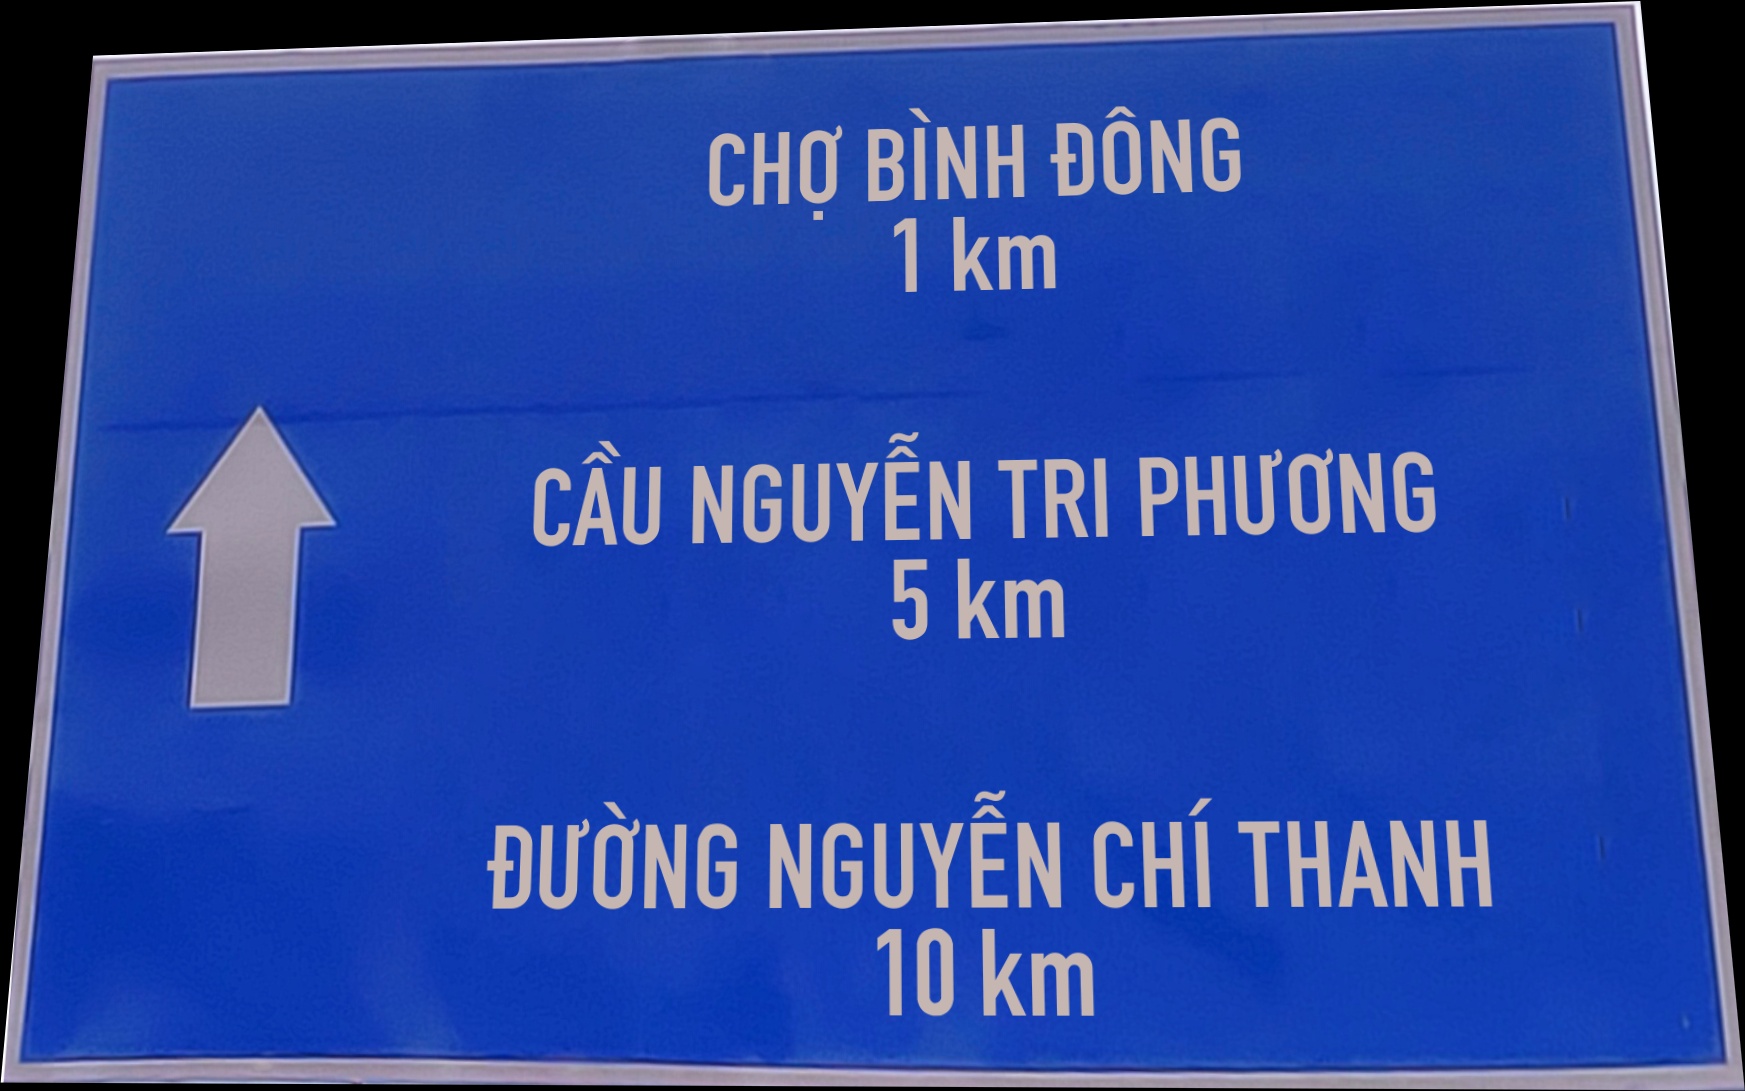 CHỢ BÌNH ĐÔNG
1 km
CẦU NGUYỄN TRI PHƯƠNG
5 km
ĐƯỜNG NGUYỄN CHÍ THANH
10 km